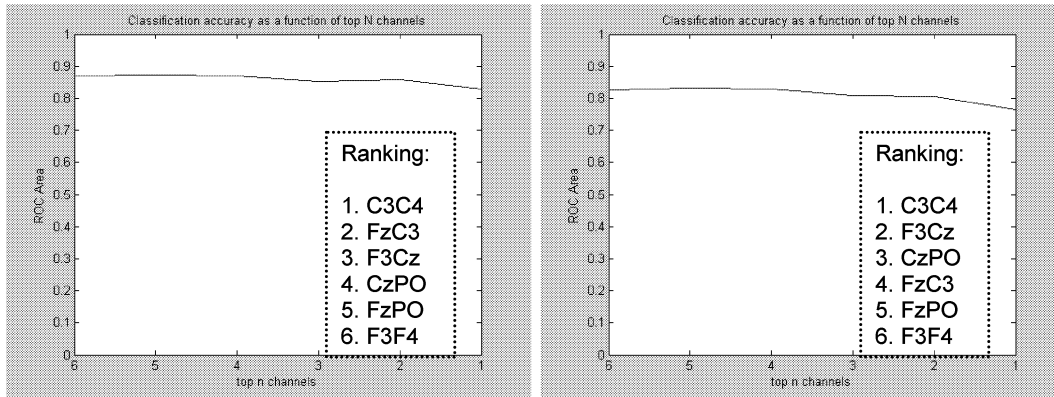 Classification accuracy as a function of top N channels
1
0.9
0.8
0.7
0.6
0.5
0.4
0.3
0.2
0.1
0
ROC Area
Ranking:
1. C3C4
2. FzC3
3. F3Cz
4. CzPO
5. FzPO
6. F3F4
6 5 4 3 2 1
top n channels
Classification accuracy as a function of top N channels
1
0.9
0.8
0.7
0.6
0.5
0.4
0.3
0.2
0.1
0
ROC Area
Ranking:
1. C3C4
2. F3Cz
3. CzPO
4. FzC3
5. FzPO
6. F3F4
6 5 4 3 2 1
top n channels